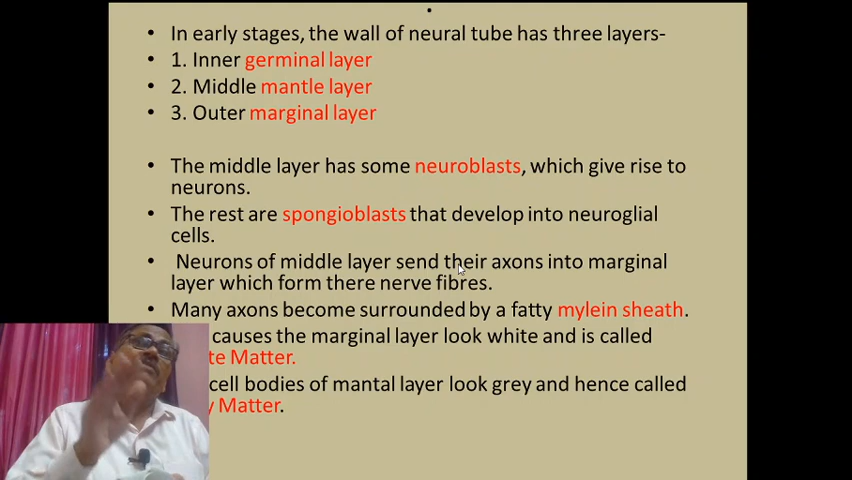 • In early stages, the wall of neural tube has three layers-
• 1. Inner germinal layer
• 2. Middle mantle layer
• 3. Outer marginal layer
• The middle layer has some neuroblasts, which give rise to
neurons.
• The rest are spongioblasts that develop into neuroglial
cells.
• Neurons of middle layer send their axons into marginal
layer which form there nerve fibres.
• Many axons become surrounded by a fatty mylein sheath.
causes the marginal layer look white and is called
Matter.
cell bodies of mantal layer look grey and hence called
Matter.